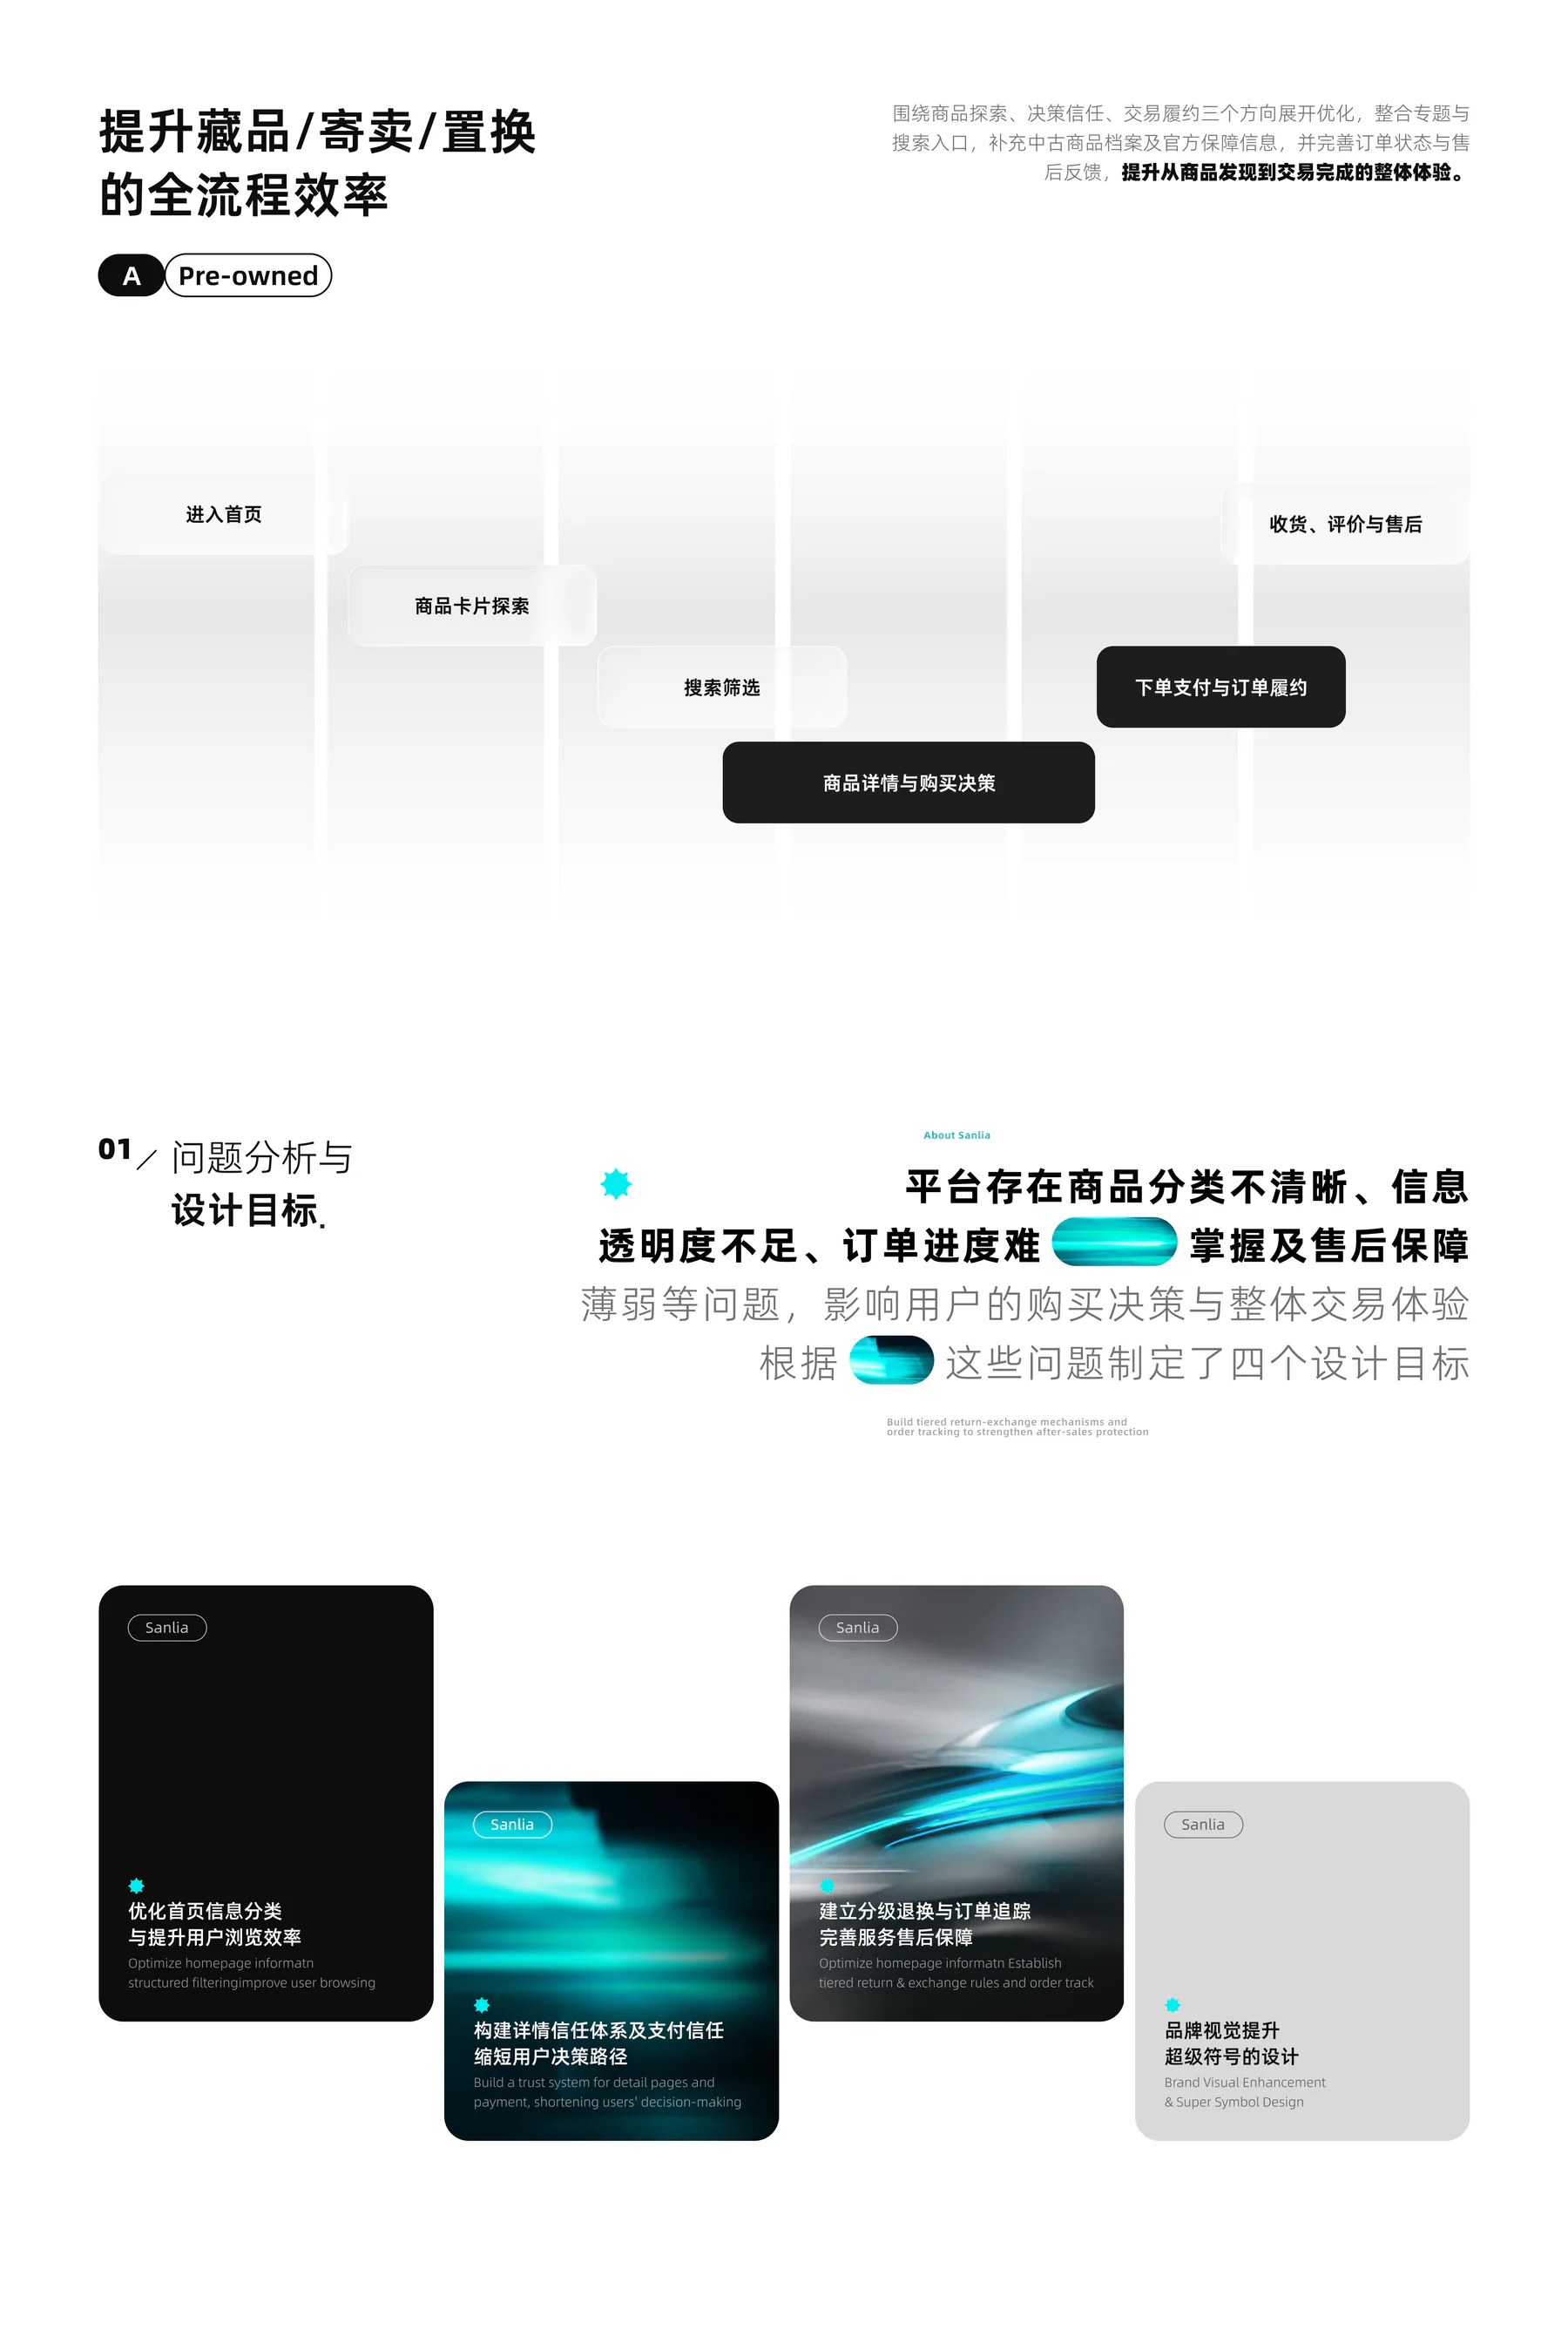 提升藏品/寄卖/置换
的全流程效率
A Pre-owned
围绕商品探索、决策信任、交易履约三个方向展开优化，整合专题与
搜索入口，补充中古商品档案及官方保障信息，并完善订单状态与售
后反馈，提升从商品发现到交易完成的整体体验。
进入首页
商品卡片探索
搜索筛选
商品详情与购买决策
下单支付与订单履约
收货、评价与售后
01/ 问题分析与
设计目标.
About Sanlia
平台存在商品分类不清晰、信息
透明度不足、订单进度难 掌握及售后保障
薄弱等问题，影响用户的购买决策与整体交易体验
根据 这些问题制定了四个设计目标
Build tiered return-exchange mechanisms and
order tracking to strengthen after-sales protection
Sanlia
优化首页信息分类
与提升用户浏览效率
Optimize homepage informatn
structured filteringimprove user browsing
Sanlia
构建详情信任体系及支付信任
缩短用户决策路径
Build a trust system for detail pages and
payment, shortening users' decision-making
Sanlia
建立分级退换与订单追踪
完善服务售后保障
Optimize homepage informatn Establish
tiered return & exchange rules and order track
Sanlia
品牌视觉提升
超级符号的设计
Brand Visual Enhancement
& Super Symbol Design